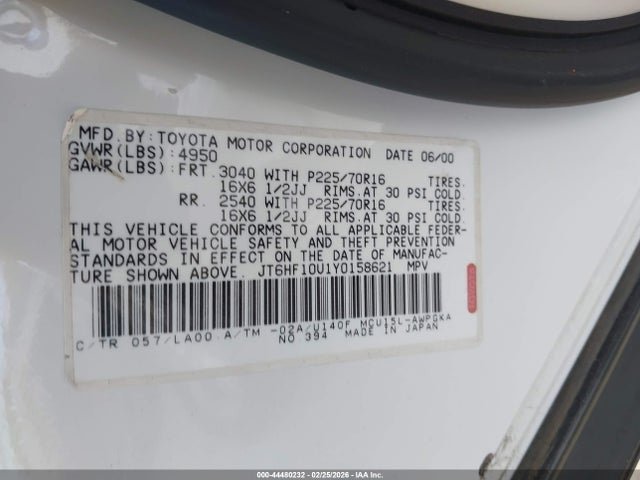 MFD.BY:TOYOTA MOTOR CORPORATION DATE 06/00
GVWR(LBS):4950
GAWR(LBS):FRT.3040 WITH P225/70R16 TIRES.
16X6 1/2JJ RIMS.AT 30 PSI COLD.
RR. 2540 WITH P225/70R16 TIRES.
16X6 1/2JJ RIMS.AT 30 PSI COLD.
THIS VEHICLE CONFORMS TO ALL APPLICABLE FEDER-
AL MOTOR VEHICLE SAFETY AND THEFT PREVENTION
STANDARDS IN EFFECT ON THE DATE OF MANUFAC-
TURE SHOWN ABOVE. JT6HF10U1Y0158621 MPV
C/TR 057/LA00 A/TM -02A/U140F MCU15L-AWPGKA
NO.394 MADE IN JAPAN
000-44480232 - 02/25/2026 - IAA Inc.